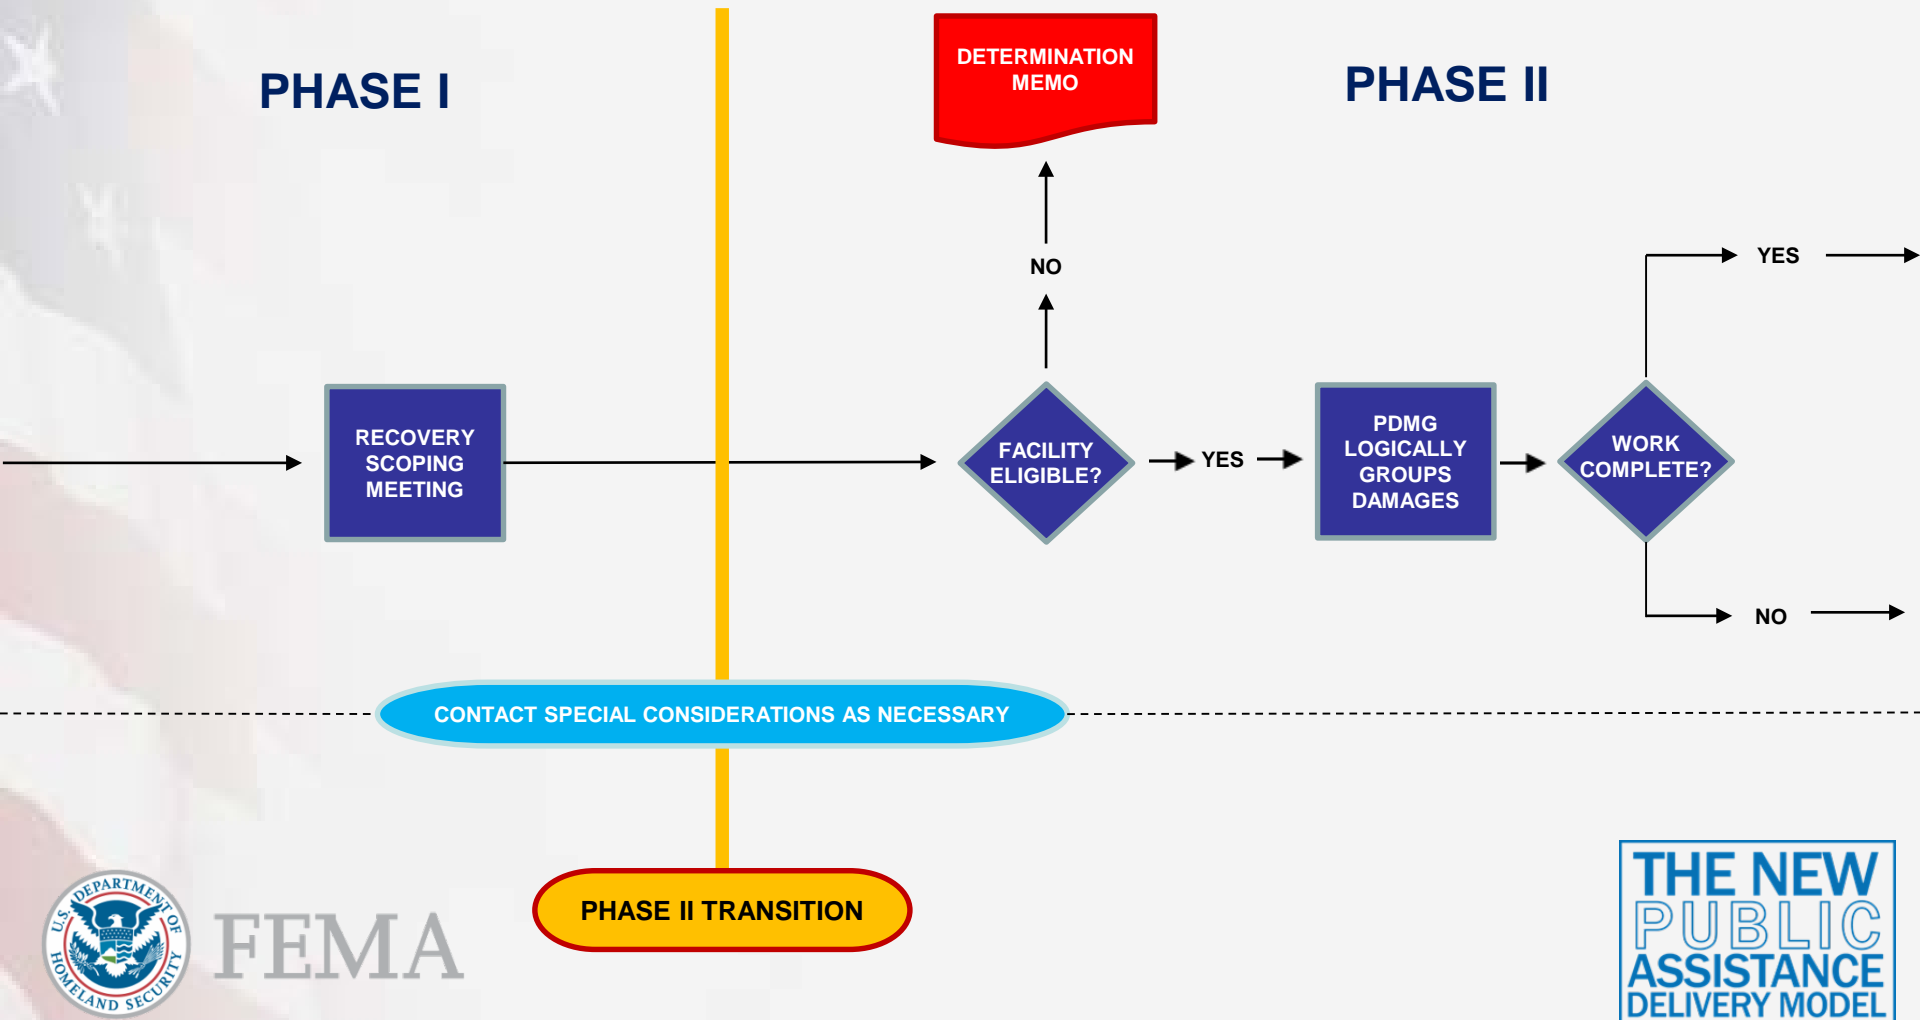 PHASE I
DETERMINATION
MEMO
PHASE II
NO
YES
RECOVERY
SCOPING
MEETING
FACILITY
ELIGIBLE?
YES
PDMG
LOGICALLY
GROUPS
DAMAGES
WORK
COMPLETE?
NO
CONTACT SPECIAL CONSIDERATIONS AS NECESSARY
PHASE II TRANSITION
U.S. DEPARTMENT OF
HOMELAND SECURITY
FEMA
THE NEW
PUBLIC
ASSISTANCE
DELIVERY MODEL